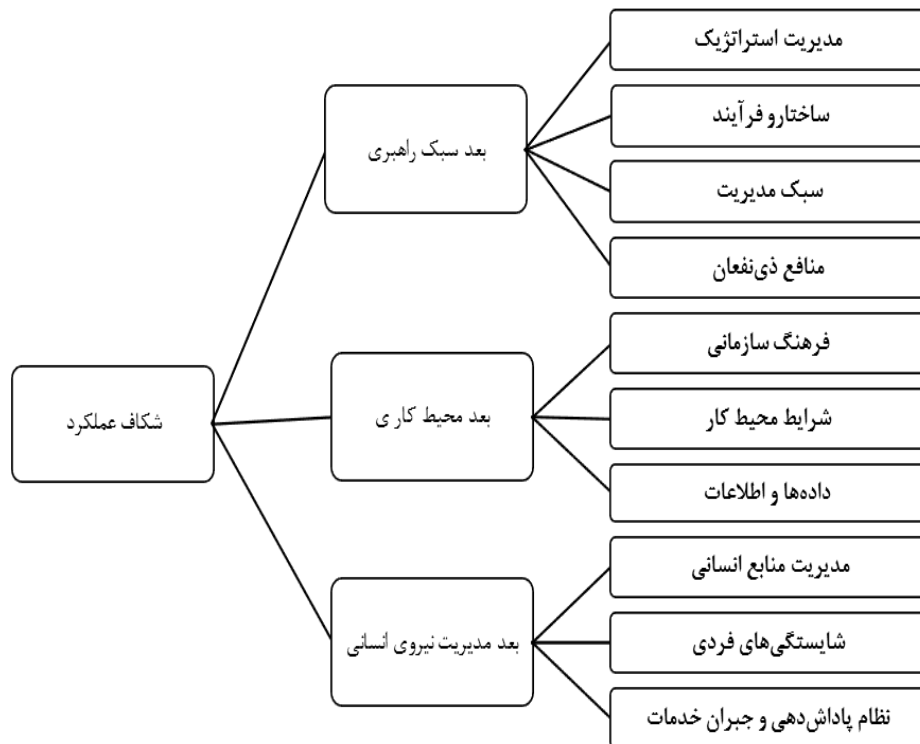 شکاف عملکرد
بعد سبک راهبری
مدیریت استراتژیک
ساختارو فرآیند
سبک مدیریت
منافع ذی‌نفعان
بعد محیط کار ی
فرهنگ سازمانی
شرایط محیط کار
داده‌ها و اطلاعات
بعد مدیریت نیروی انسانی
مدیریت منابع انسانی
شایستگی‌های فردی
نظام پاداش‌دهی و جبران خدمات